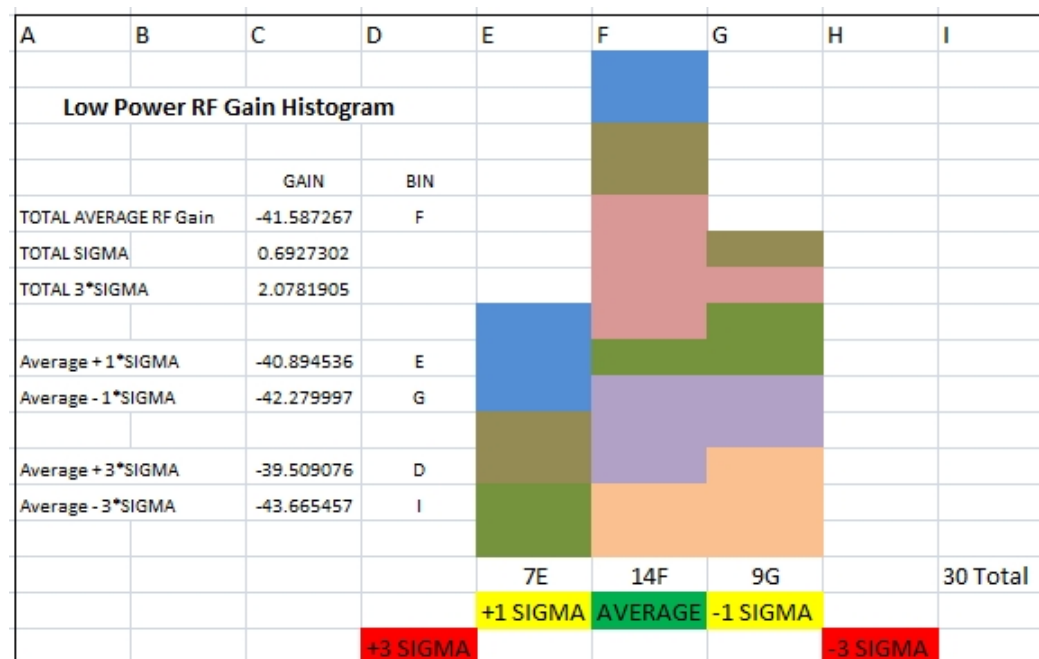 A B C D E F G H I
Low Power RF Gain Histogram
GAIN BIN
TOTAL AVERAGE RF Gain -41.587267 F
TOTAL SIGMA 0.6927302
TOTAL 3*SIGMA 2.0781905
Average + 1*SIGMA -40.894536 E
Average - 1*SIGMA -42.279997 G
Average + 3*SIGMA -39.509076 D
Average - 3*SIGMA -43.665457 I
7E 14F 9G 30 Total
+1 SIGMA AVERAGE -1 SIGMA
+3 SIGMA -3 SIGMA